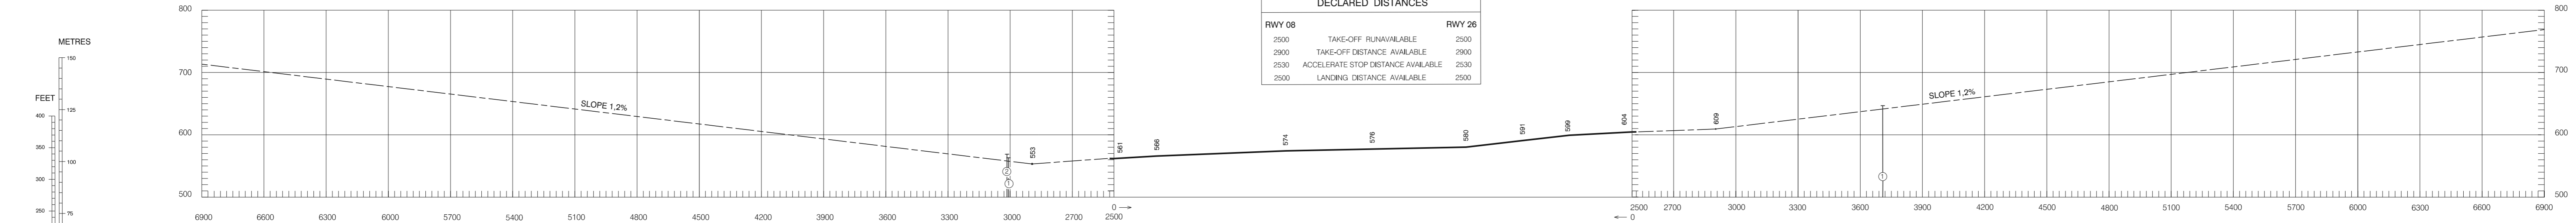 DECLARED DISTANCES
RWY 08 RWY 26
2500 TAKE-OFF RUNAVAILABLE 2500
2900 TAKE-OFF DISTANCE AVAILABLE 2900
2530 ACCELERATE STOP DISTANCE AVAILABLE 2530
2500 LANDING DISTANCE AVAILABLE 2500
METRES
150
125
100
75
FEET
400
350
300
250
800
700
600
500
SLOPE 1,2%
2
1
553
561
566
574
576
580
591
599
604
609
SLOPE 1,2%
1
800
700
600
500
6900 6600 6300 6000 5700 5400 5100 4800 4500 4200 3900 3600 3300 3000 2700 2500
0 →
← 0
2500 2700 3000 3300 3600 3900 4200 4500 4800 5100 5400 5700 6000 6300 6600 6900